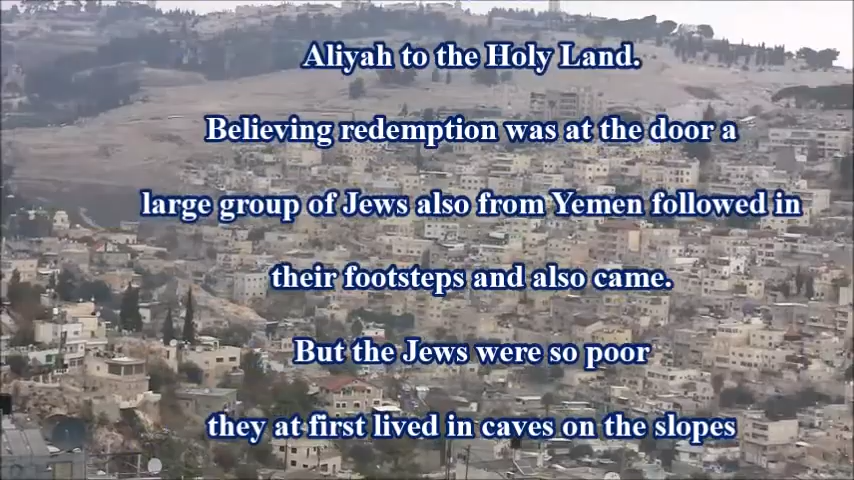 Aliyah to the Holy Land.
Believing redemption was at the door a
large group of Jews also from Yemen followed in
their footsteps and also came.
But the Jews were so poor
they at first lived in caves on the slopes